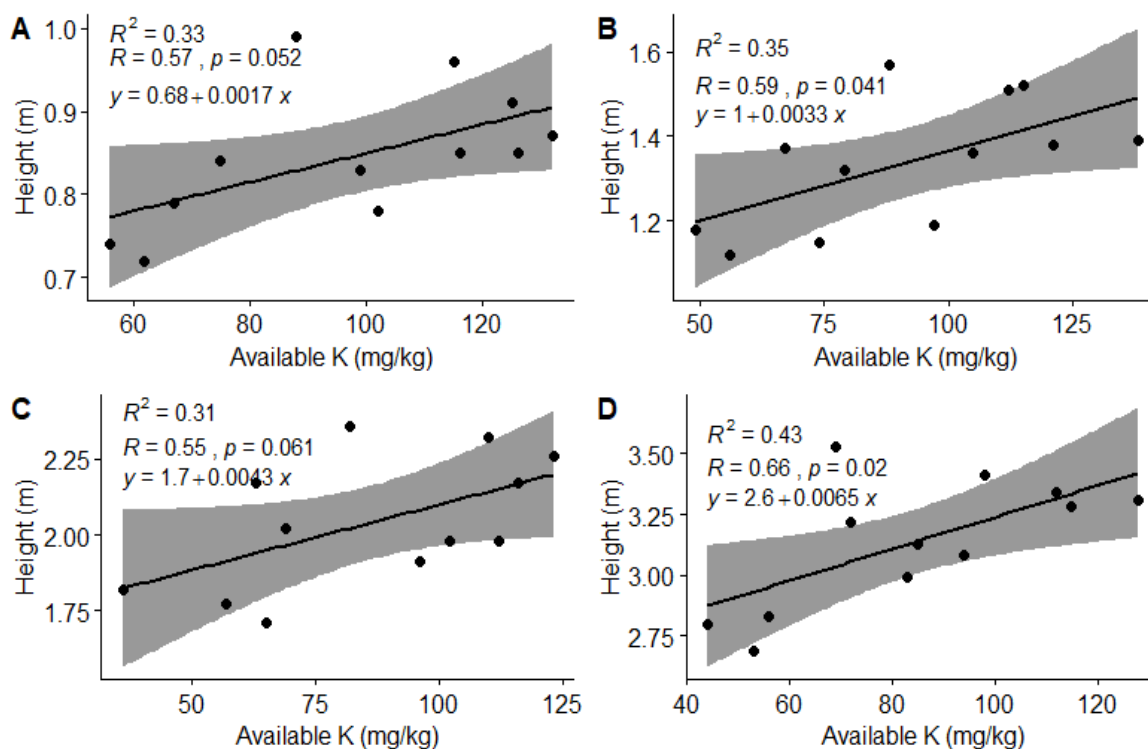 A
R² = 0.33
R = 0.57 , p = 0.052
y = 0.68 + 0.0017 x
Height (m)
1.0
0.9
0.8
0.7
60 80 100 120
Available K (mg/kg)
B
R² = 0.35
R = 0.59 , p = 0.041
y = 1 + 0.0033 x
Height (m)
1.6
1.4
1.2
50 75 100 125
Available K (mg/kg)
C
R² = 0.31
R = 0.55 , p = 0.061
y = 1.7 + 0.0043 x
Height (m)
2.25
2.00
1.75
50 75 100 125
Available K (mg/kg)
D
R² = 0.43
R = 0.66 , p = 0.02
y = 2.6 + 0.0065 x
Height (m)
3.50
3.25
3.00
2.75
40 60 80 100 120
Available K (mg/kg)